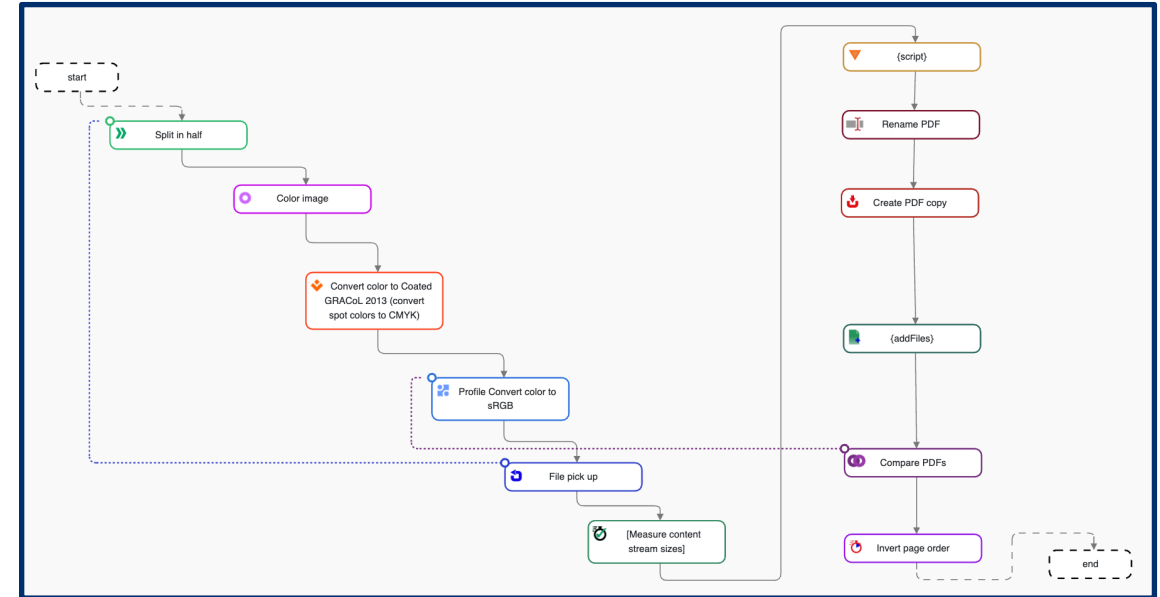 start
Split in half
Color image
Convert color to Coated
GRACoL 2013 (convert
spot colors to CMYK)
Profile Convert color to
sRGB
File pick up
[Measure content
stream sizes]
{script}
Rename PDF
Create PDF copy
{addFiles}
Compare PDFs
Invert page order
end